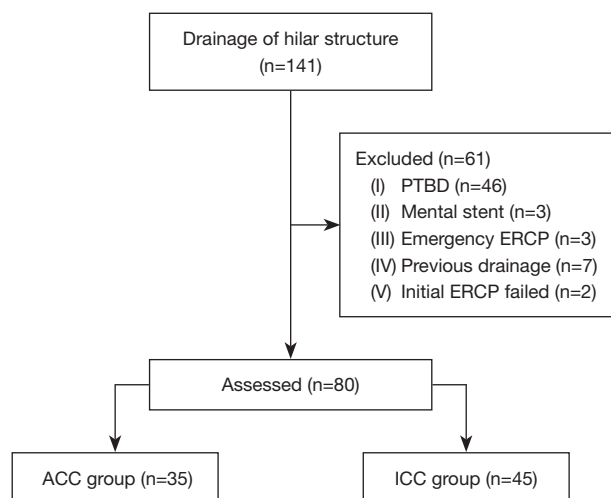 Drainage of hilar structure
(n=141)
Excluded (n=61)
(I) PTBD (n=46)
(II) Mental stent (n=3)
(III) Emergency ERCP (n=3)
(IV) Previous drainage (n=7)
(V) Initial ERCP failed (n=2)
Assessed (n=80)
ACC group (n=35)
ICC group (n=45)